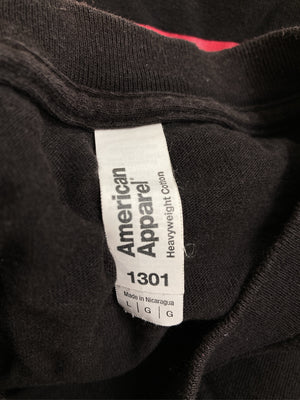 American
Apparel®
Heavyweight Cotton
1301
Made in Nicaragua
L | G | G